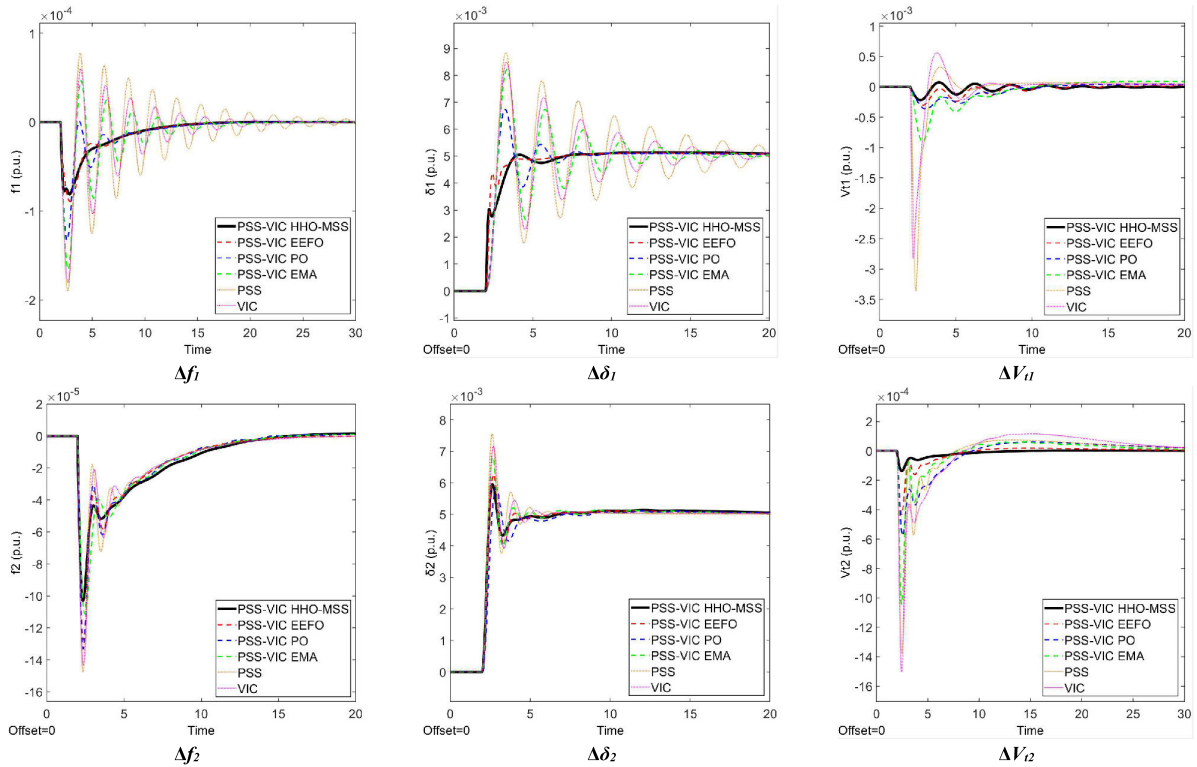 ×10⁻⁴
1
0
-1
-2
f1 (p.u.)
0
5
10
15
20
25
30
Time
PSS-VIC HHO-MSS
PSS-VIC EEFO
PSS-VIC PO
PSS-VIC EMA
PSS
VIC
Δf₁
×10⁻³
9
8
7
6
5
4
3
2
1
0
-1
δ1 (p.u.)
0
5
10
15
20
Offset=0
Time
PSS-VIC HHO-MSS
PSS-VIC EEFO
PSS-VIC PO
PSS-VIC EMA
PSS
VIC
Δδ₁
×10⁻³
1
0.5
0
-0.5
-1
-1.5
-2
-2.5
-3
-3.5
Vt1 (p.u.)
0
5
10
15
20
Offset=0
Time
PSS-VIC HHO-MSS
PSS-VIC EEFO
PSS-VIC PO
PSS-VIC EMA
PSS
VIC
ΔVₜ₁
×10⁻⁵
2
0
-2
-4
-6
-8
-10
-12
-14
-16
f2 (p.u.)
0
5
10
15
20
Offset=0
Time
PSS-VIC HHO-MSS
PSS-VIC EEFO
PSS-VIC PO
PSS-VIC EMA
PSS
VIC
Δf₂
×10⁻³
8
7
6
5
4
3
2
1
0
δ2 (p.u.)
0
5
10
15
20
Offset=0
Time
PSS-VIC HHO-MSS
PSS-VIC EEFO
PSS-VIC PO
PSS-VIC EMA
PSS
VIC
Δδ₂
×10⁻⁴
4
2
0
-2
-4
-6
-8
-10
-12
-14
-16
Vt2 (p.u.)
0
5
10
15
20
25
30
Offset=0
Time
PSS-VIC HHO-MSS
PSS-VIC EEFO
PSS-VIC PO
PSS-VIC EMA
PSS
VIC
ΔVₜ₂